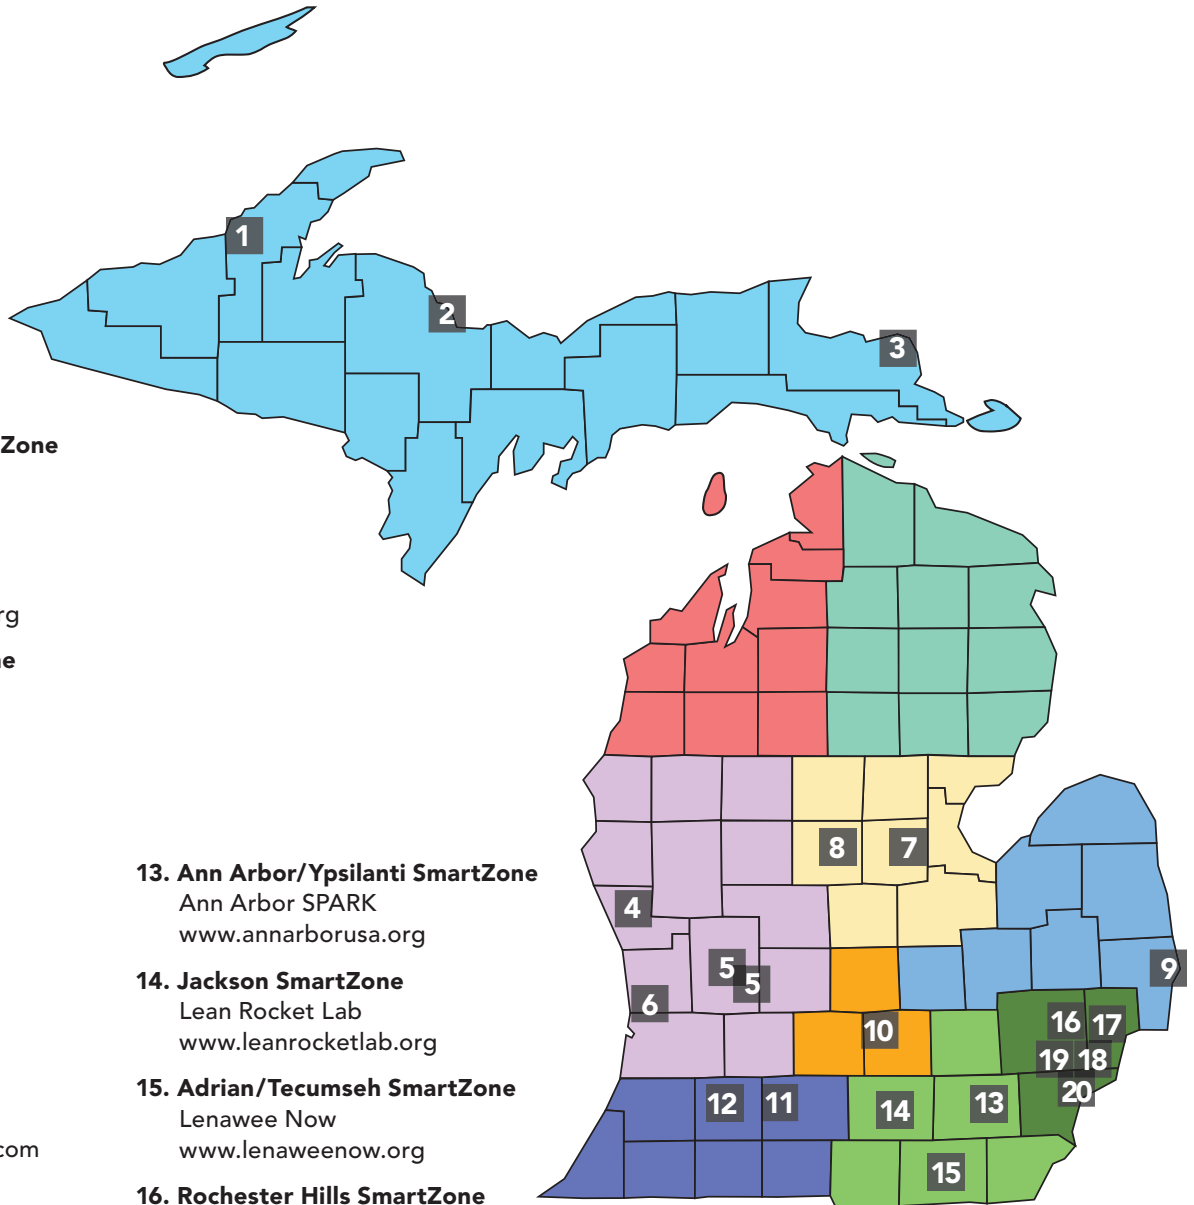 1
2
3
Zone
rg
ne
8
7
13. Ann Arbor/Ypsilanti SmartZone
Ann Arbor SPARK
www.annarborusa.org
4
5
5
9
14. Jackson SmartZone
Lean Rocket Lab
www.leanrocketlab.org
6
10
16
17
19
18
15. Adrian/Tecumseh SmartZone
Lenawee Now
www.lenaweenow.org
12
11
14
13
20
com
15
16. Rochester Hills SmartZone